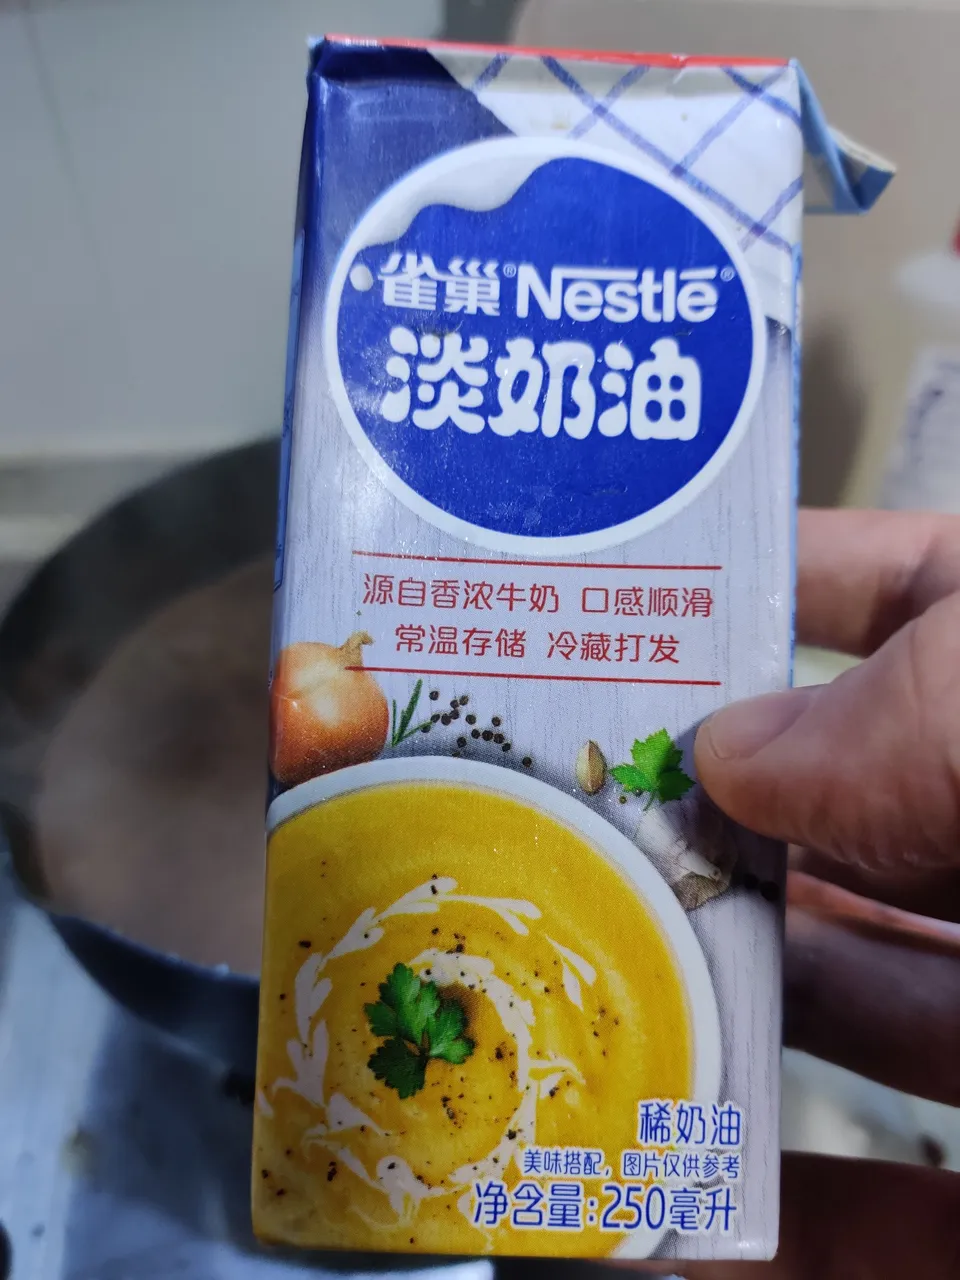 雀巢®Nestlé®
淡奶油
源自香浓牛奶 口感顺滑
常温存储 冷藏打发
稀奶油
美味搭配，图片仅供参考
净含量:250毫升